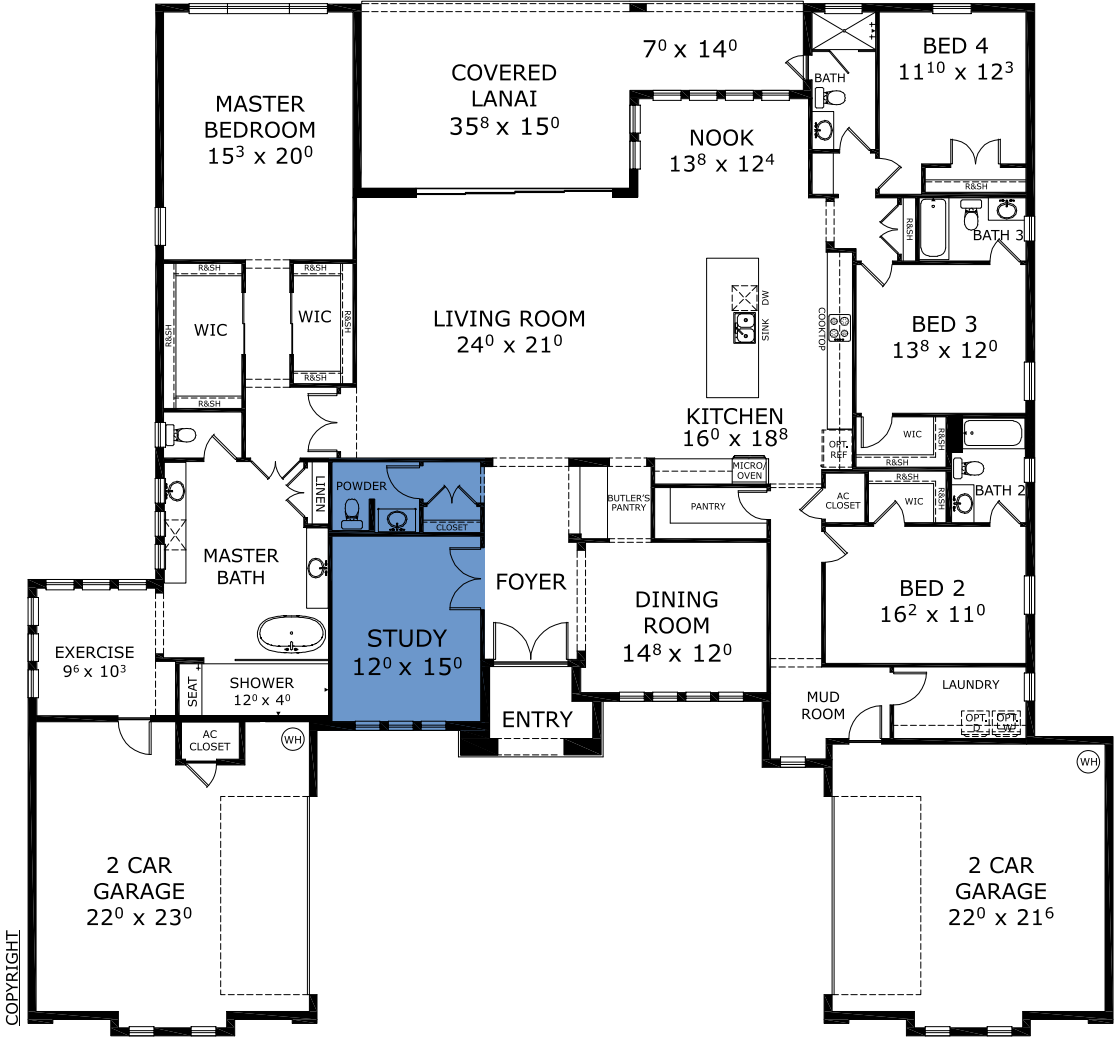 7⁰ x 14⁰
COVERED
LANAI
35⁸ x 15⁰
MASTER
BEDROOM
15³ x 20⁰
NOOK
13⁸ x 12⁴
BATH
BED 4
11¹⁰ x 12³
R&SH
R&SH
BATH 3
R&SH
R&SH
WIC
R&SH
R&SH
WIC
R&SH
R&SH
LIVING ROOM
24⁰ x 21⁰
DW
SINK
COOKTOP
BED 3
13⁸ x 12⁰
KITCHEN
16⁰ x 18⁸
OPT.
REF
MICRO/
OVEN
WIC
R&SH
R&SH
POWDER
CLOSET
LINEN
BUTLER'S
PANTRY
PANTRY
AC
CLOSET
R&SH
WIC
R&SH
BATH 2
MASTER
BATH
FOYER
STUDY
12⁰ x 15⁰
DINING
ROOM
14⁸ x 12⁰
BED 2
16² x 11⁰
EXERCISE
9⁶ x 10³
SEAT
SHOWER
12⁰ x 4⁰
ENTRY
MUD
ROOM
LAUNDRY
OPT.
D
OPT.
W
AC
CLOSET
WH
WH
2 CAR
GARAGE
22⁰ x 23⁰
2 CAR
GARAGE
22⁰ x 21⁶
COPYRIGHT